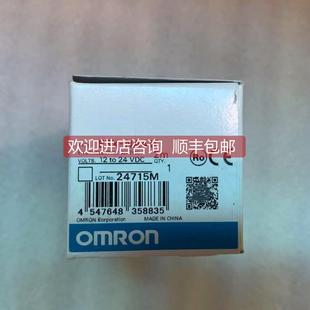 欢迎进店咨询 顺丰包邮
VOLTS. 12 to 24 VDC
2m
QTY.
1
LOT No. 24715M
4 547648 358835
OMRON Corporation MADE IN CHINA
OMRON